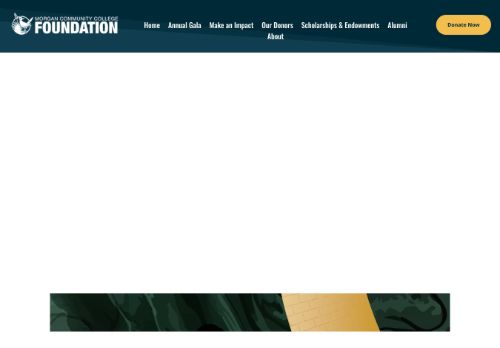 MORGAN COMMUNITY COLLEGE
FOUNDATION
Home Annual Gala Make an Impact Our Donors Scholarships & Endowments Alumni
About
Donate Now